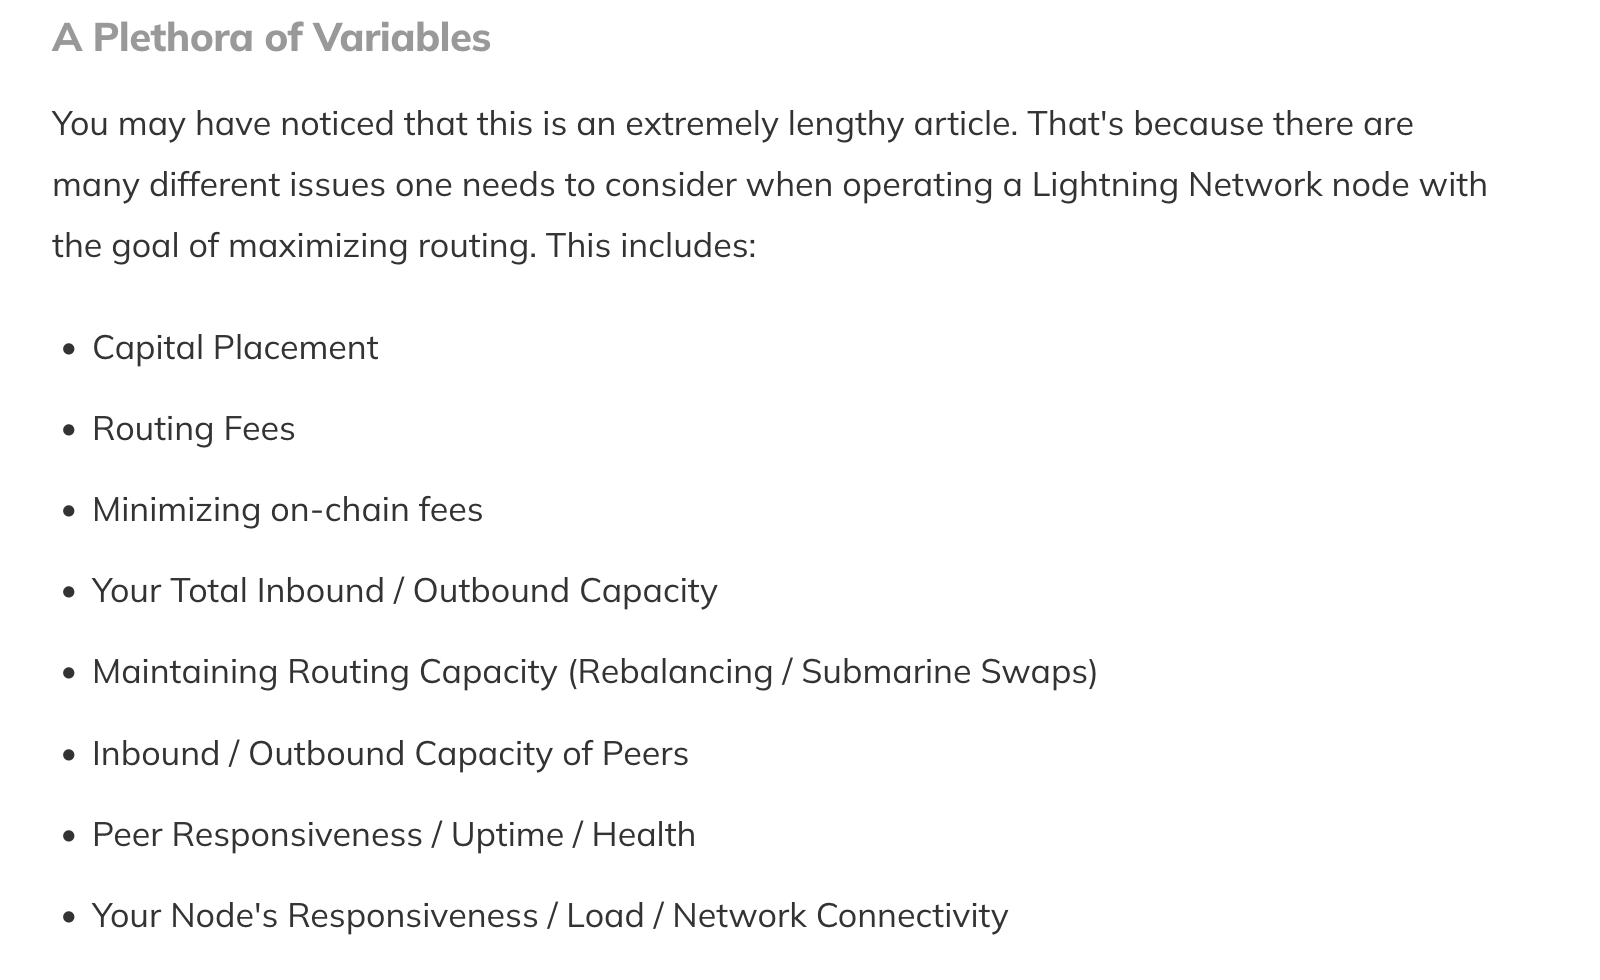 A Plethora of Variables
You may have noticed that this is an extremely lengthy article. That's because there are
many different issues one needs to consider when operating a Lightning Network node with
the goal of maximizing routing. This includes:
• Capital Placement
• Routing Fees
• Minimizing on-chain fees
• Your Total Inbound / Outbound Capacity
• Maintaining Routing Capacity (Rebalancing / Submarine Swaps)
• Inbound / Outbound Capacity of Peers
• Peer Responsiveness / Uptime / Health
• Your Node's Responsiveness / Load / Network Connectivity